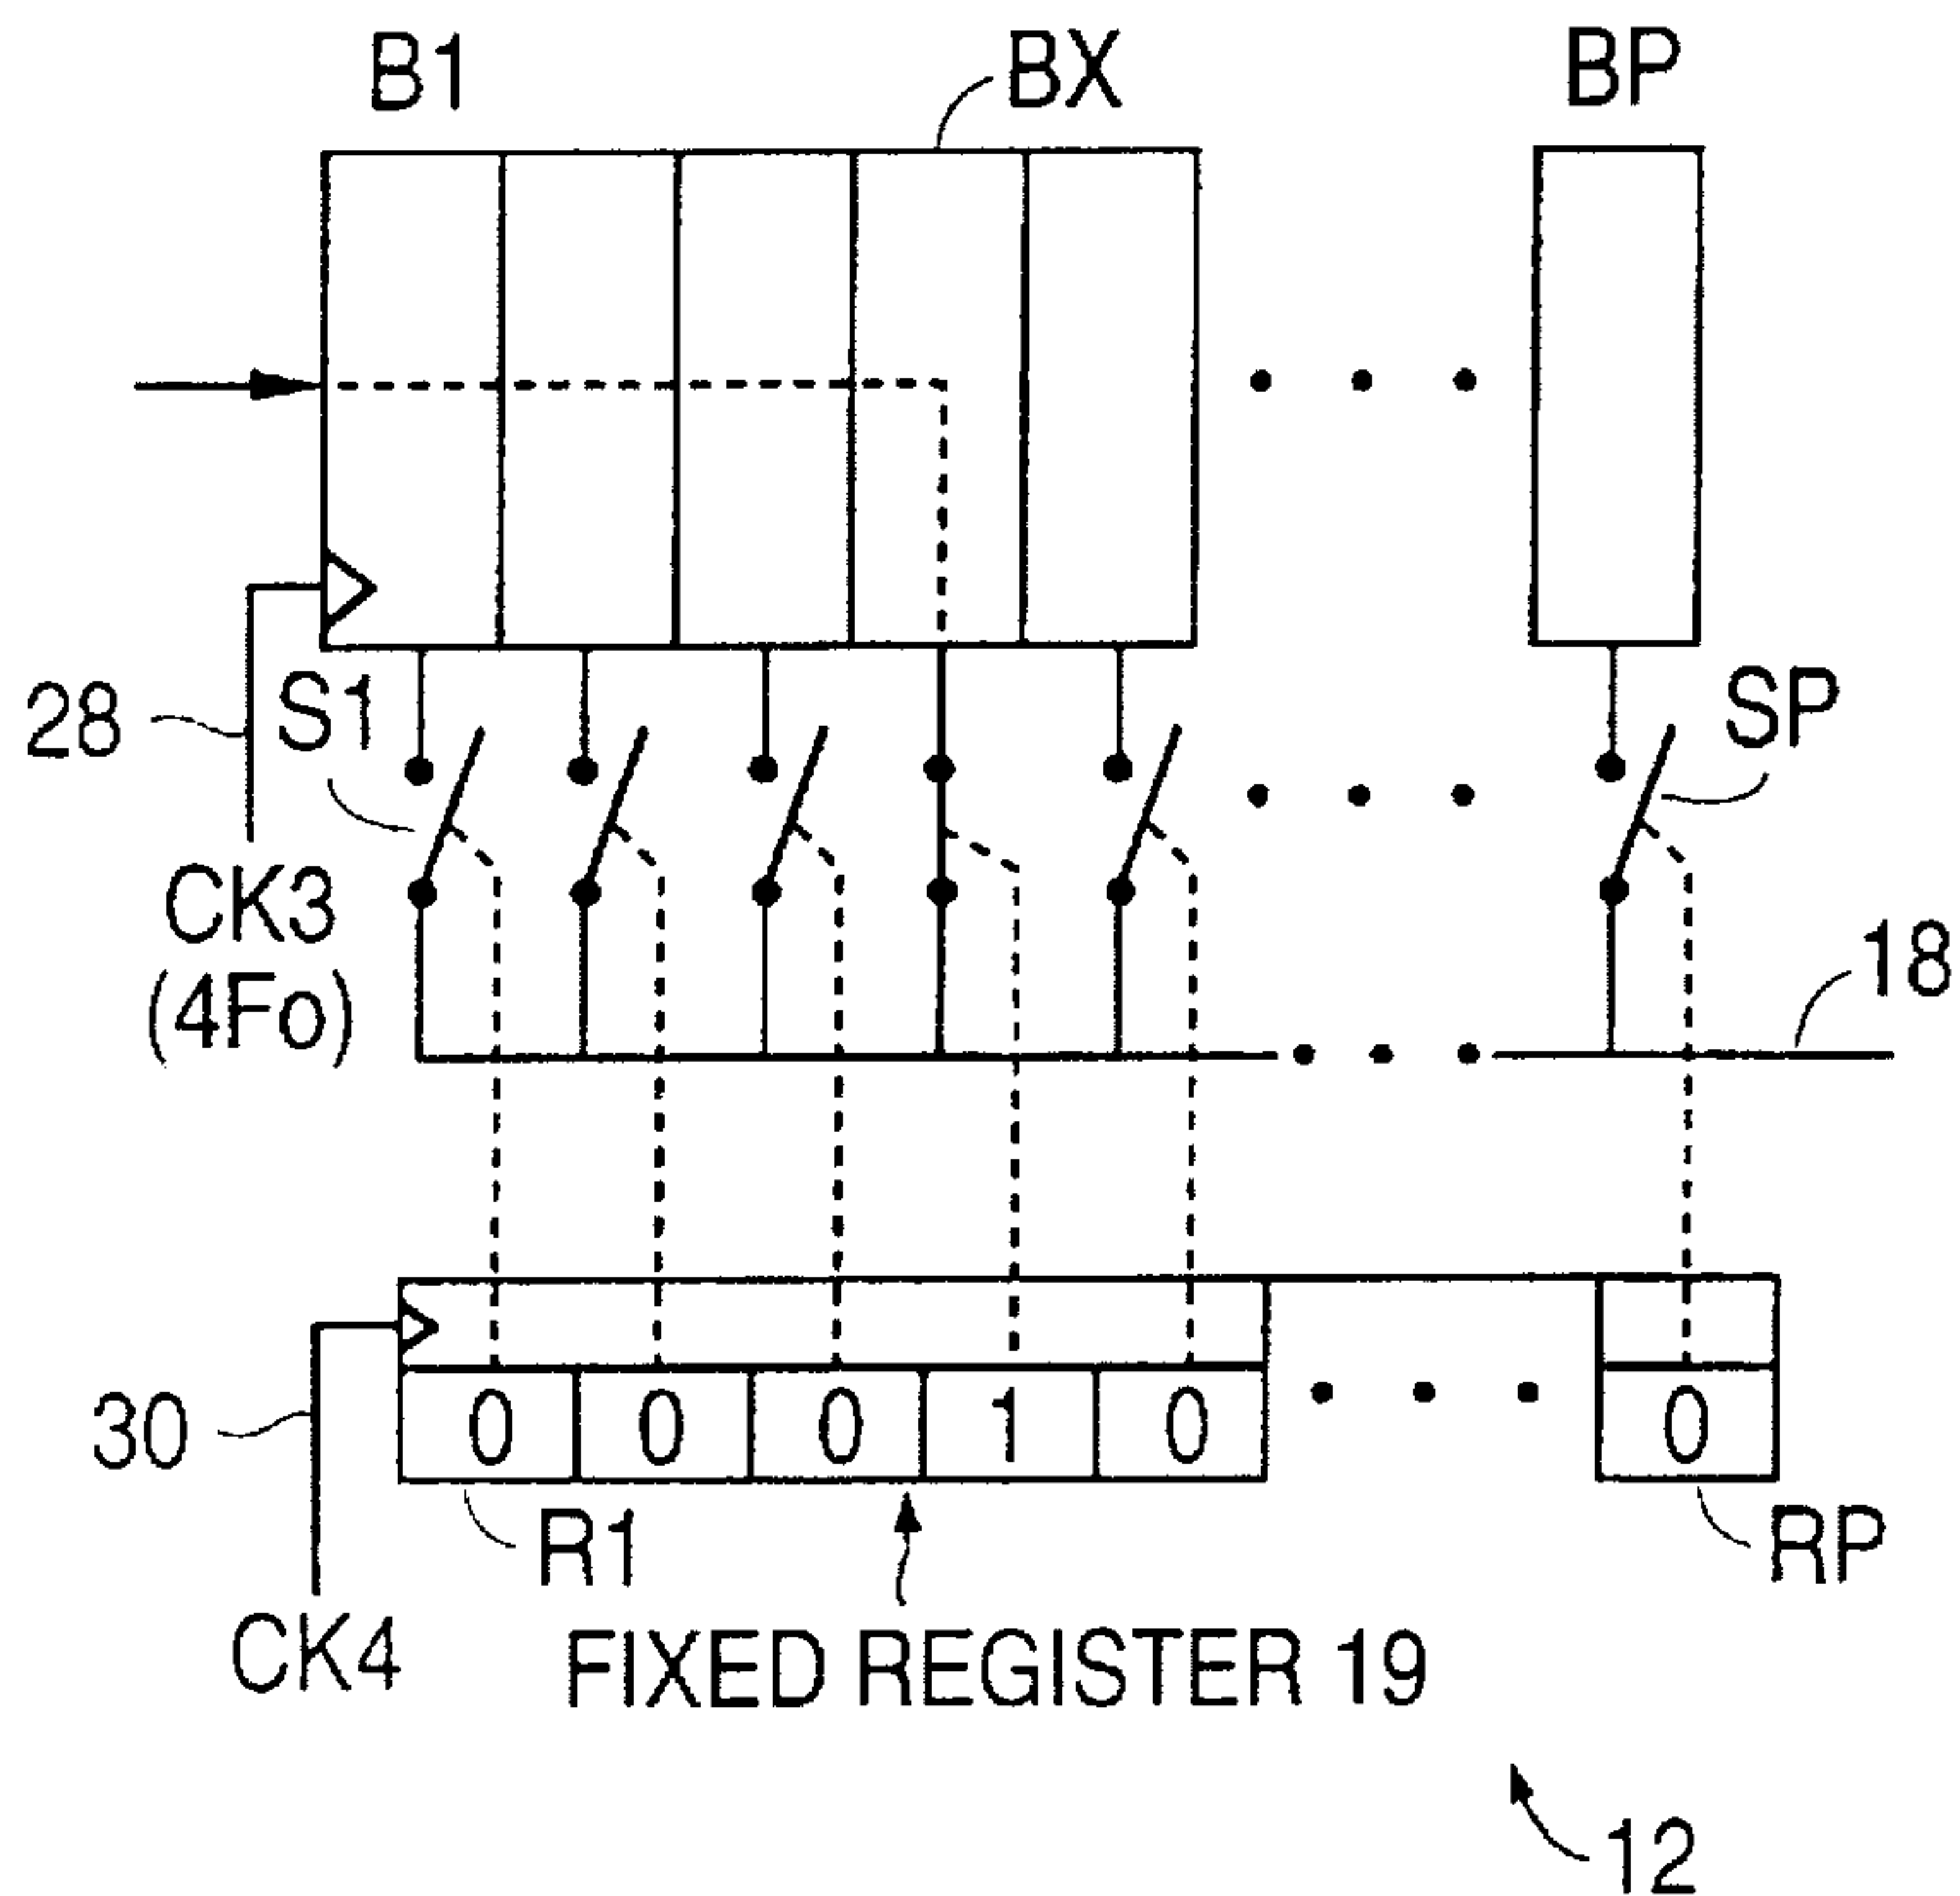 B1 BX BP
28 S1 SP
CK3
(4Fo)
18
30
0 0 0 1 0 0
R1 RP
CK4
FIXED REGISTER 19
12